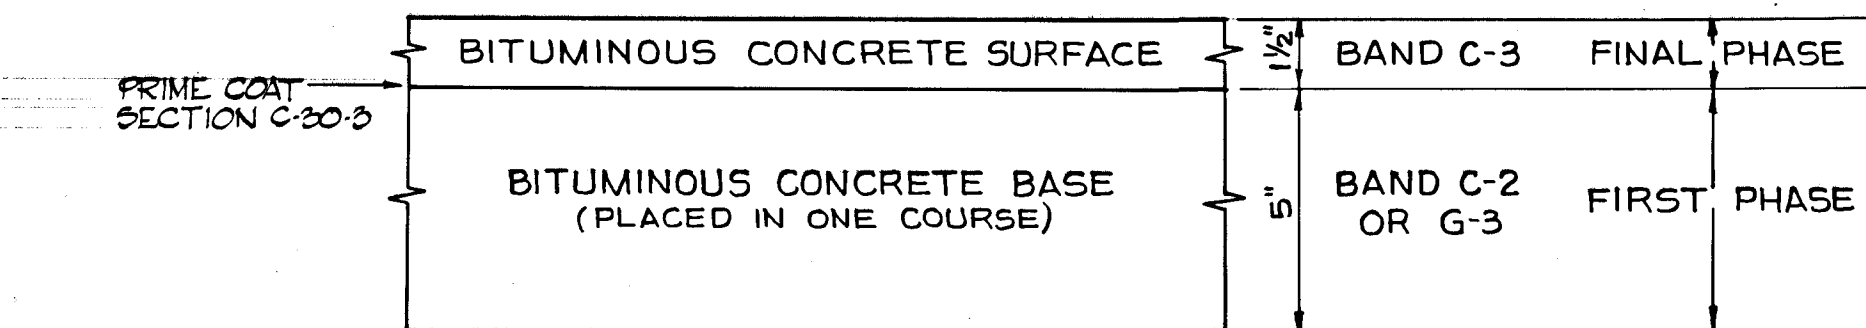 BITUMINOUS CONCRETE SURFACE
1½"
BAND C-3
FINAL PHASE
PRIME COAT
SECTION C-30-3
BITUMINOUS CONCRETE BASE
(PLACED IN ONE COURSE)
5"
BAND C-2
OR G-3
FIRST PHASE